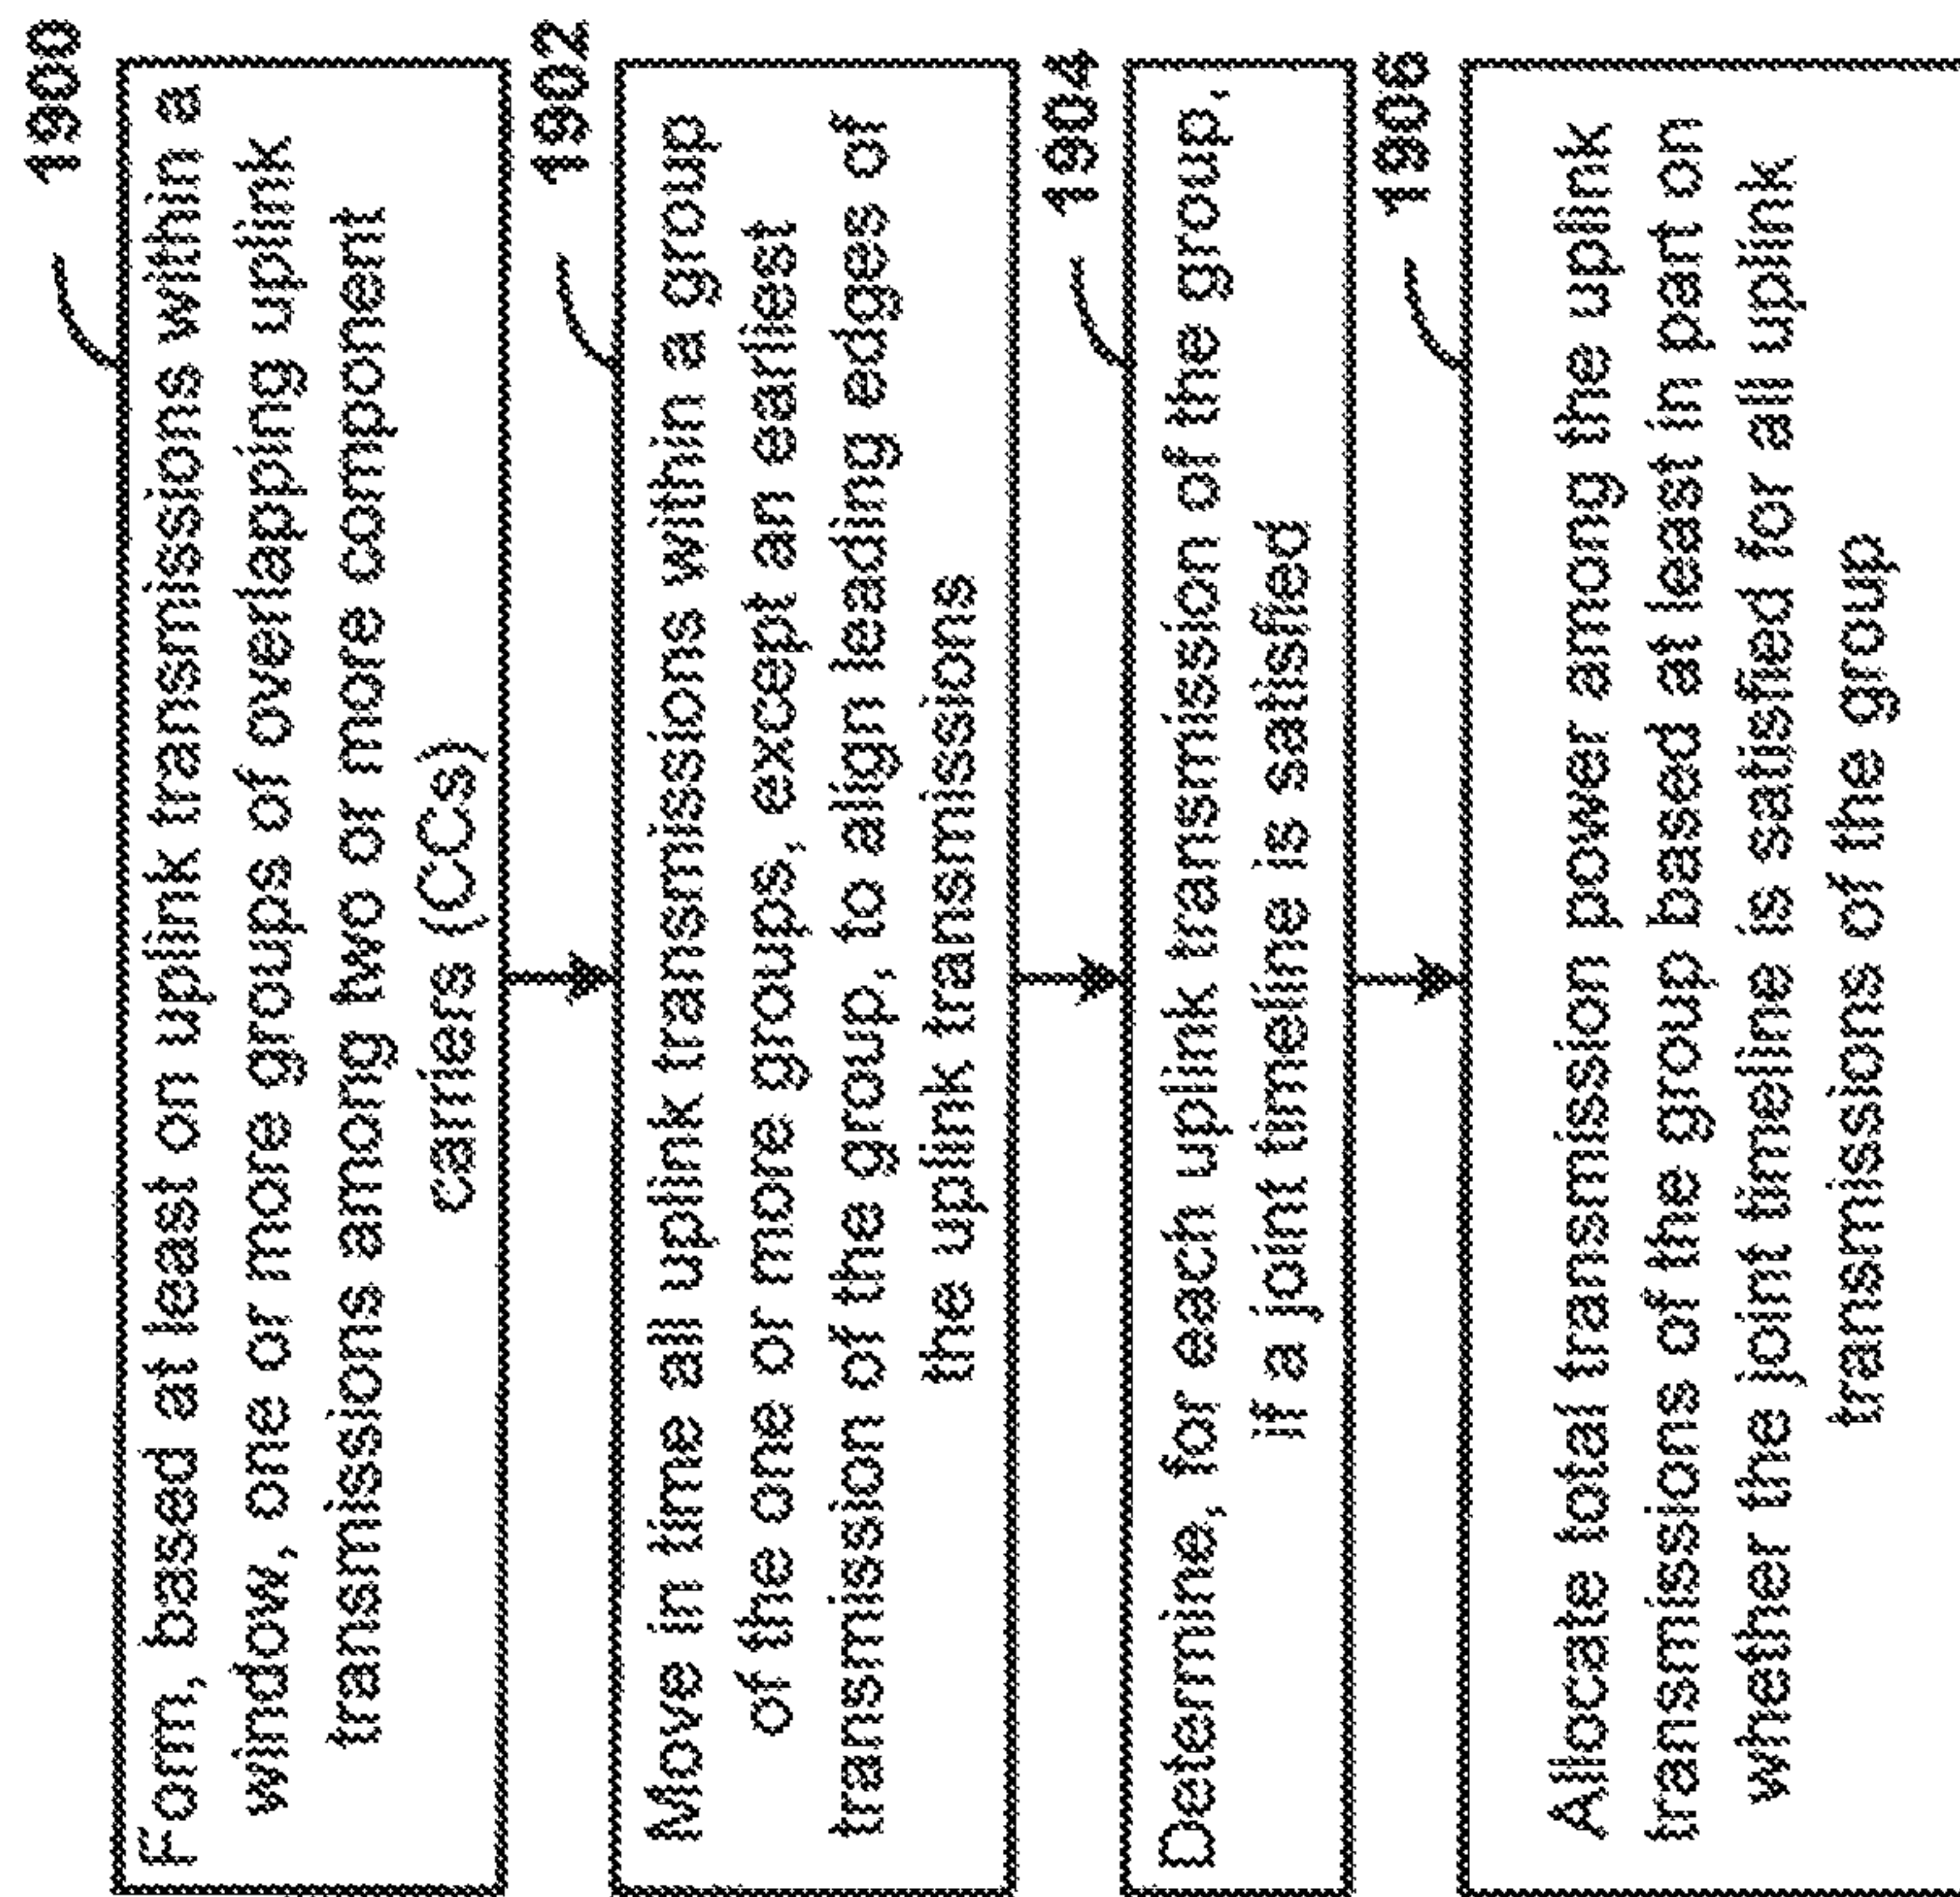 1900
Form, based at least on uplink transmissions within a
window, one or more groups of overlapping uplink
transmissions among two or more component
carriers (CCs)
1902
Move in time all uplink transmissions within a group
of the one or more groups, except an earliest
transmission of the group, to align leading edges of
the uplink transmissions
1904
Determine, for each uplink transmission of the group,
if a joint timeline is satisfied
1906
Allocate total transmission power among the uplink
transmissions of the group based at least in part on
whether the joint timeline is satisfied for all uplink
transmissions of the group